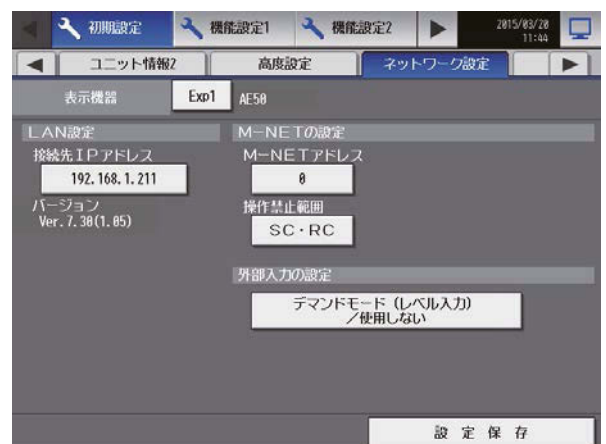 初期設定 機能設定1 機能設定2 2015/03/20
11:44
ユニット情報2 高度設定 ネットワーク設定
表示機器 Exp1 AE50
LAN設定 M-NETの設定
接続先IPアドレス M-NETアドレス
192.168.1.211 0
バージョン 操作禁止範囲
Ver.7.30(1.05) SC・RC
外部入力の設定
デマンドモード(レベル入力)
/使用しない
設定保存